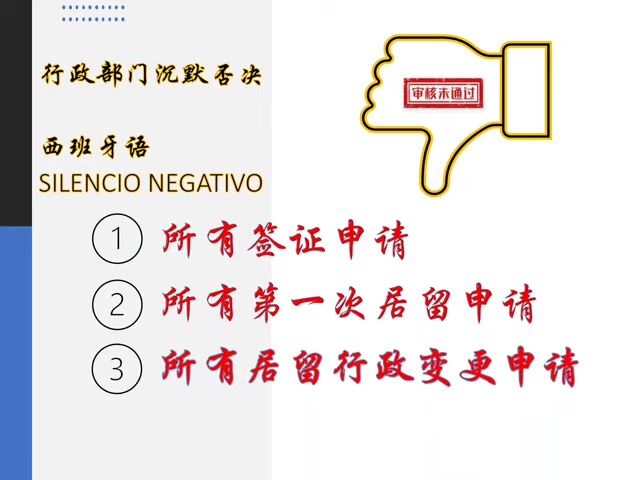 行政部门沉默否决
审核未通过
西班牙语
SILENCIO NEGATIVO
1 所有签证申请
2 所有第一次居留申请
3 所有居留行政变更申请